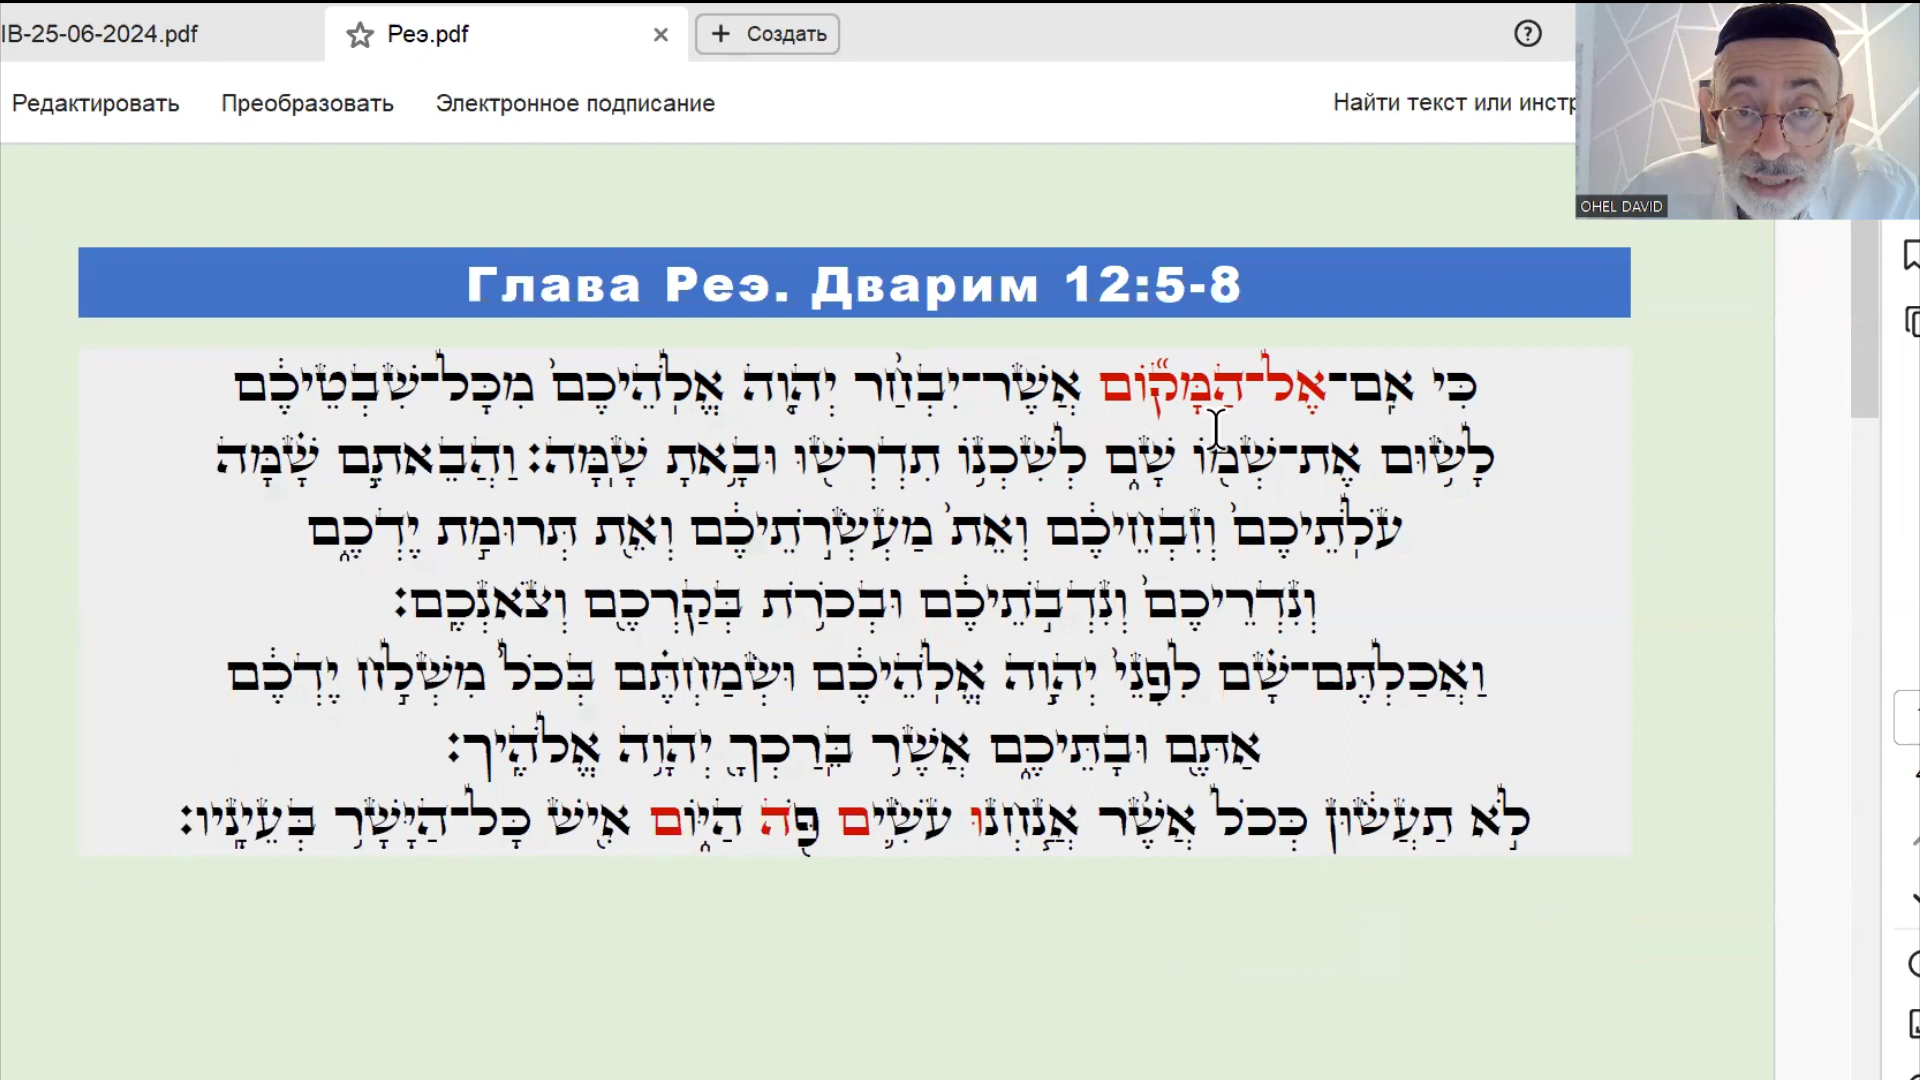 IB-25-06-2024.pdf
Реэ.pdf
Создать
Редактировать Преобразовать Электронное подписание
Найти текст или инстр
OHEL DAVID
Глава Реэ. Дварим 12:5-8
כִּי אִם־אֶל־הַמָּקוֹם אֲשֶׁר־יִבְחַר יְהוָה אֱלֹהֵיכֶם מִכָּל־שִׁבְטֵיכֶם
לָשׂוּם אֶת־שְׁמוֹ שָׁם לְשִׁכְנוֹ תִדְרְשׁוּ וּבָאתָ שָׁמָּה׃ וַהֲבֵאתֶם שָׁמָּה
עֹלֹתֵיכֶם וְזִבְחֵיכֶם וְאֵת מַעְשְׂרֹתֵיכֶם וְאֵת תְּרוּמַת יֶדְכֶם
וְנִדְרֵיכֶם וְנִדְבֹתֵיכֶם וּבְכֹרֹת בְּקַרְכֶם וְצֹאנְכֶם׃
וַאֲכַלְתֶּם־שָׁם לִפְנֵי יְהוָה אֱלֹהֵיכֶם וּשְׂמַחְתֶּם בְּכֹל מִשְׁלַח יֶדְכֶם
אַתֶּם וּבָתֵּיכֶם אֲשֶׁר בֵּרַכְךָ יְהוָה אֱלֹהֶיךָ׃
לֹא תַעֲשׂוּן כְּכֹל אֲשֶׁר אֲנַחְנוּ עֹשִׂים פֹּה הַיּוֹם אִישׁ כָּל־הַיָּשָׁר בְּעֵינָיו׃